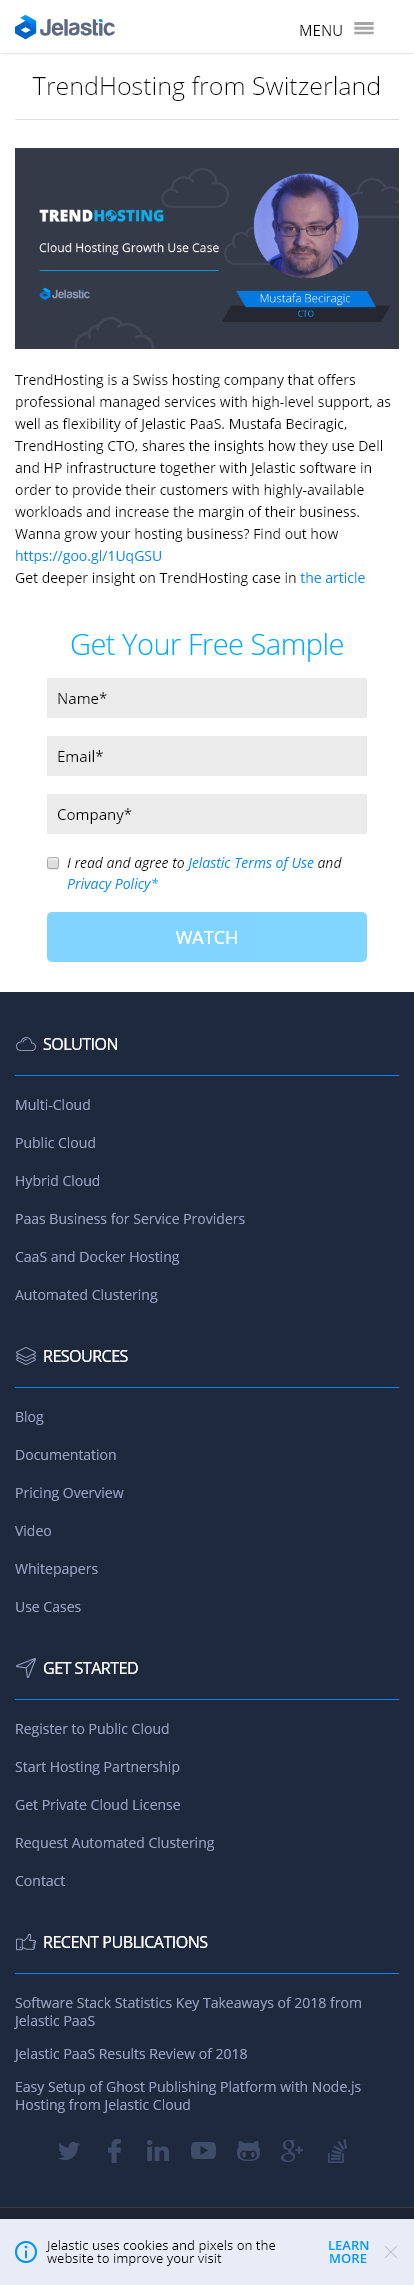 Jelastic
MENU
TrendHosting from Switzerland
TRENDHOSTING
Cloud Hosting Growth Use Case
Jelastic
Mustafa Beciragic
CTO
TrendHosting is a Swiss hosting company that offers
professional managed services with high-level support, as
well as flexibility of Jelastic PaaS. Mustafa Beciragic,
TrendHosting CTO, shares the insights how they use Dell
and HP infrastructure together with Jelastic software in
order to provide their customers with highly-available
workloads and increase the margin of their business.
Wanna grow your hosting business? Find out how
https://goo.gl/1UqGSU
Get deeper insight on TrendHosting case in the article
Get Your Free Sample
Name*
Email*
Company*
I read and agree to Jelastic Terms of Use and
Privacy Policy*
WATCH
SOLUTION
Multi-Cloud
Public Cloud
Hybrid Cloud
Paas Business for Service Providers
CaaS and Docker Hosting
Automated Clustering
RESOURCES
Blog
Documentation
Pricing Overview
Video
Whitepapers
Use Cases
GET STARTED
Register to Public Cloud
Start Hosting Partnership
Get Private Cloud License
Request Automated Clustering
Contact
RECENT PUBLICATIONS
Software Stack Statistics Key Takeaways of 2018 from
Jelastic PaaS
Jelastic PaaS Results Review of 2018
Easy Setup of Ghost Publishing Platform with Node.js
Hosting from Jelastic Cloud
Jelastic uses cookies and pixels on the
website to improve your visit
LEARN
MORE